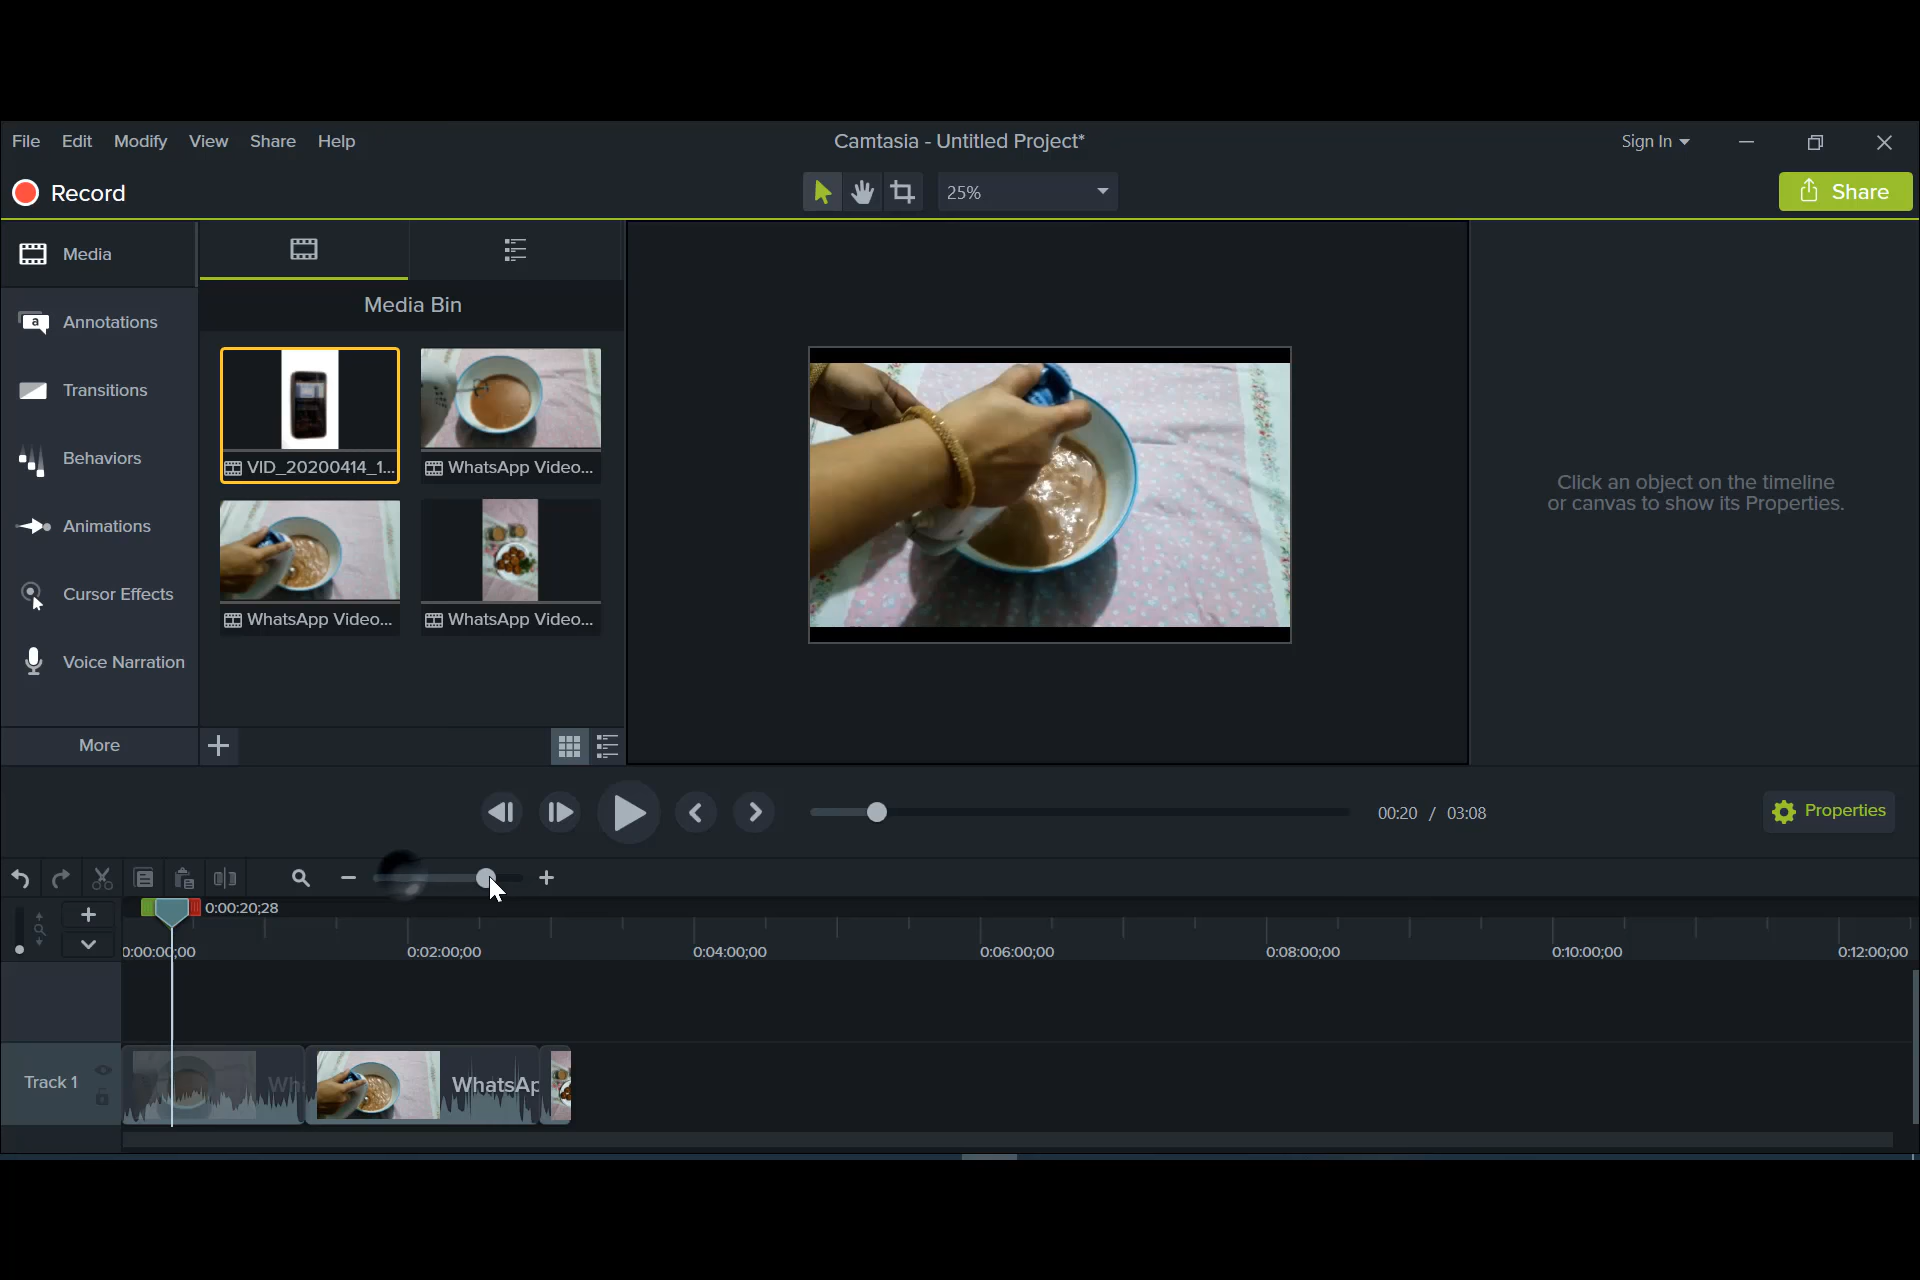 File Edit Modify View Share Help
Camtasia - Untitled Project*
Sign In
Record
25%
Share
Media
Annotations
Transitions
Behaviors
Animations
Cursor Effects
Voice Narration
More
Media Bin
VID_20200414_1...
WhatsApp Video...
WhatsApp Video...
WhatsApp Video...
Click an object on the timeline
or canvas to show its Properties.
00:20 / 03:08
Properties
0:00:20;28
0:00:00;00 0:02:00;00 0:04:00;00 0:06:00;00 0:08:00;00 0:10:00;00 0:12:00;00
Track 1
Wha
WhatsAp